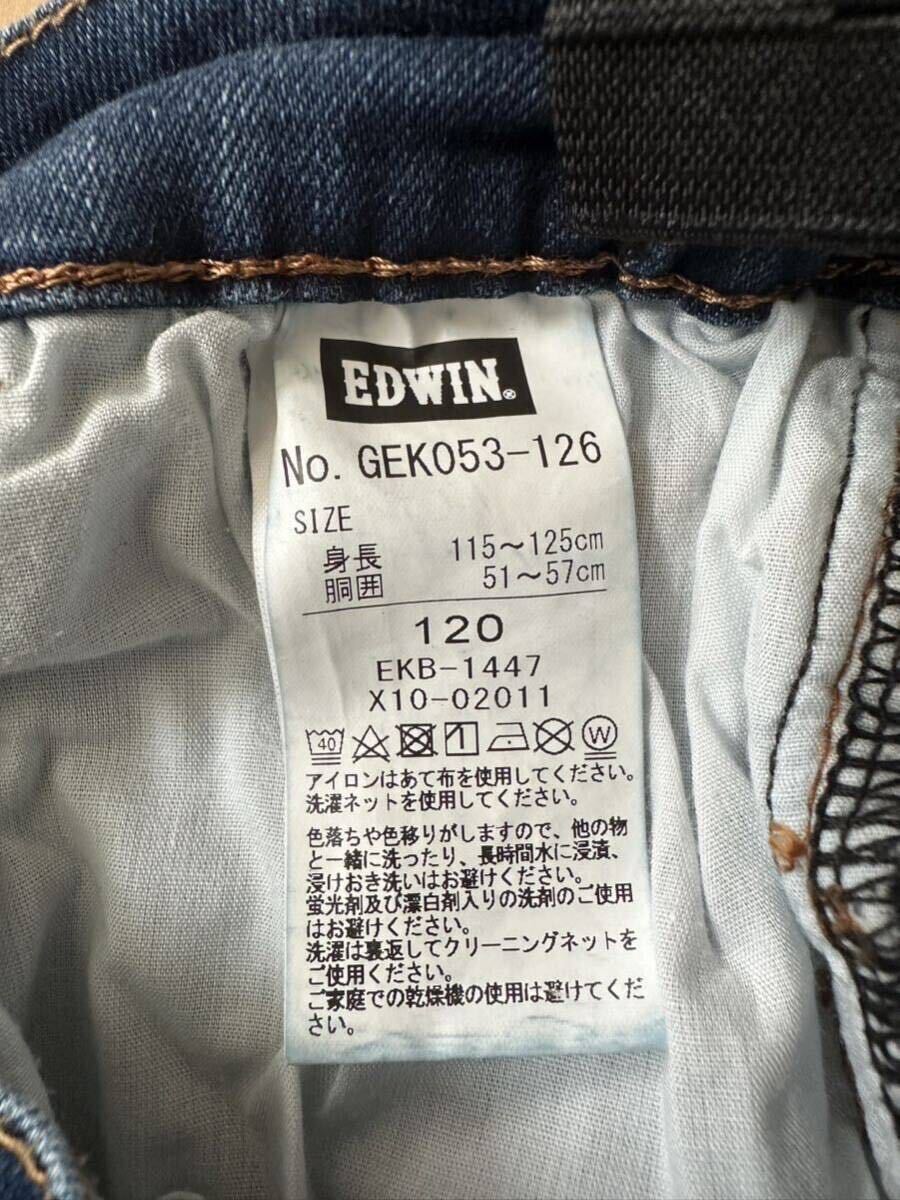 EDWIN®
No. GEK053-126
SIZE
身長 115～125cm
胴囲 51～57cm
120
EKB-1447
X10-02011
40 W
アイロンはあて布を使用してください。
洗濯ネットを使用してください。
色落ちや色移りがしますので、他の物
と一緒に洗ったり、長時間水に浸漬、
浸けおき洗いはお避けください。
蛍光剤及び漂白剤入りの洗剤のご使用
はお避けください。
洗濯は裏返してクリーニングネットを
ご使用ください。
ご家庭での乾燥機の使用は避けてくだ
さい。